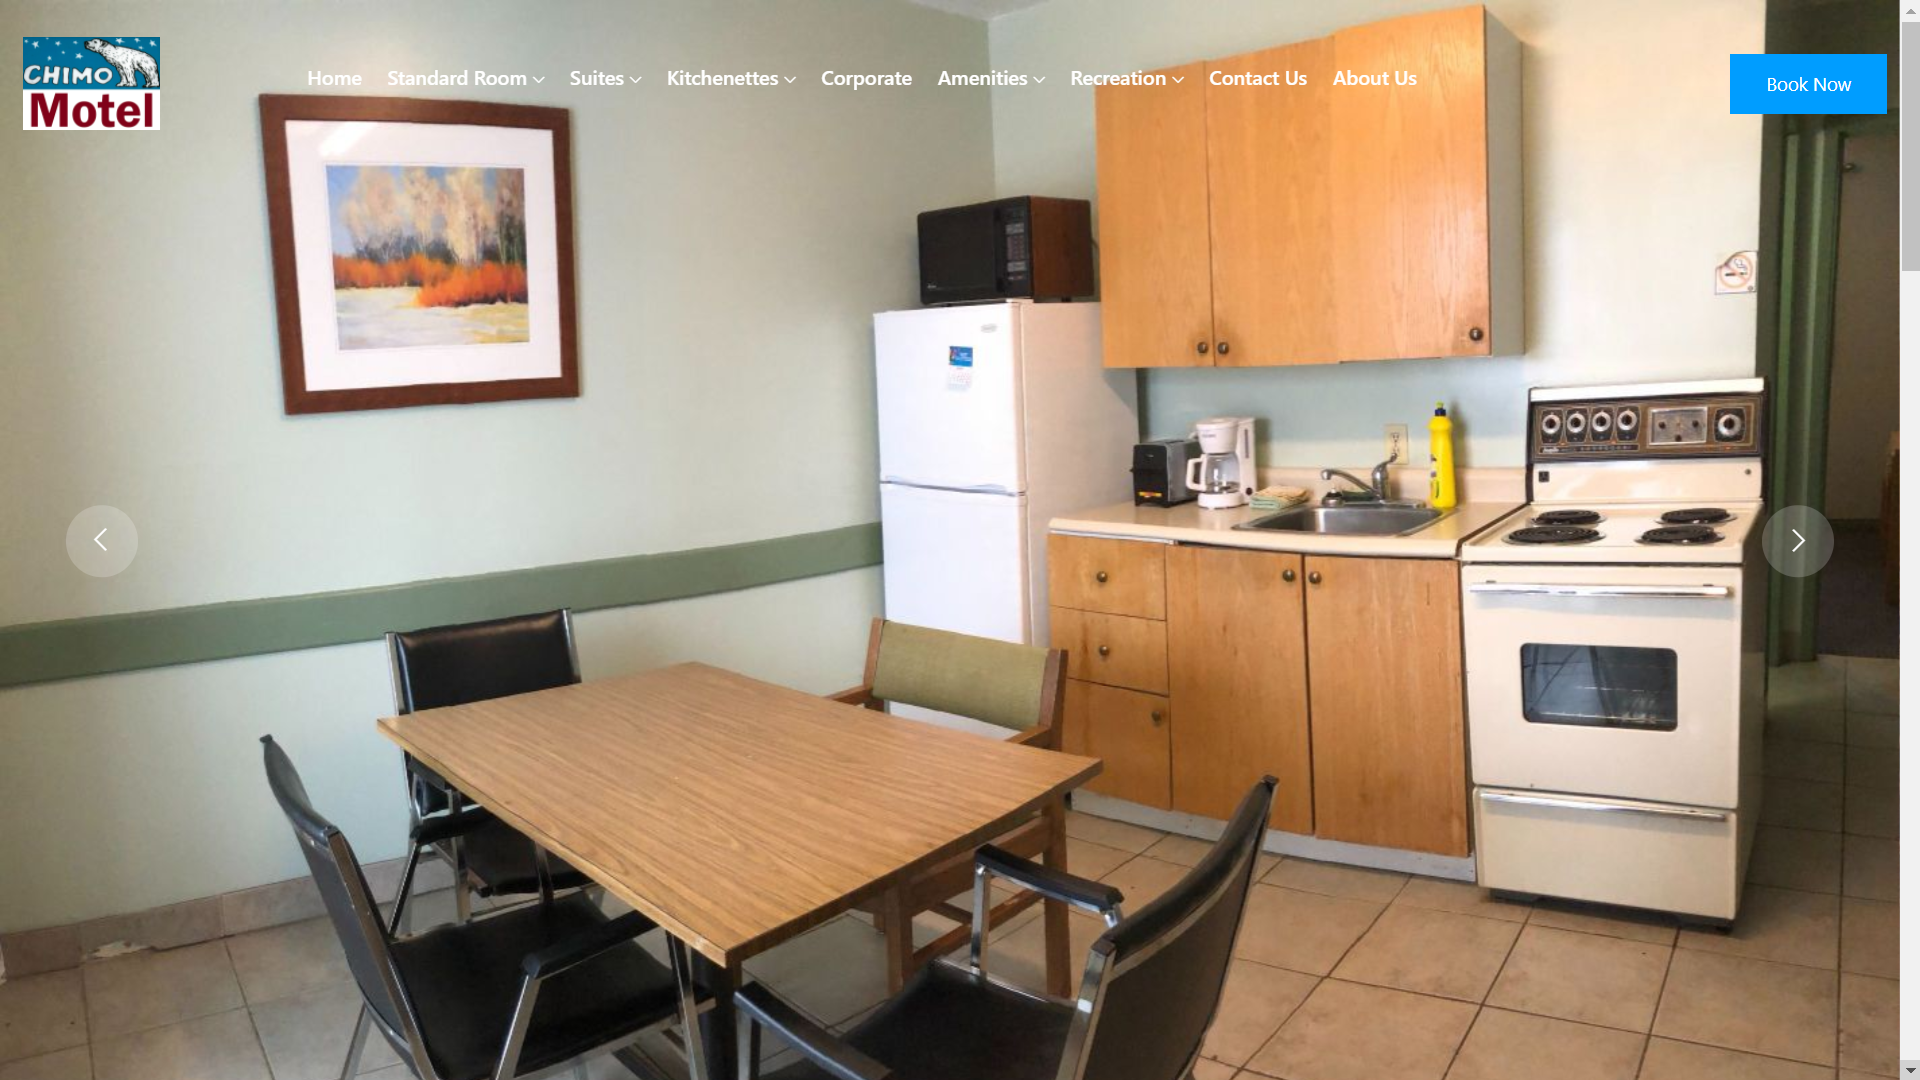 CHIMO
Motel
Home
Standard Room
Suites
Kitchenettes
Corporate
Amenities
Recreation
Contact Us
About Us
Book Now